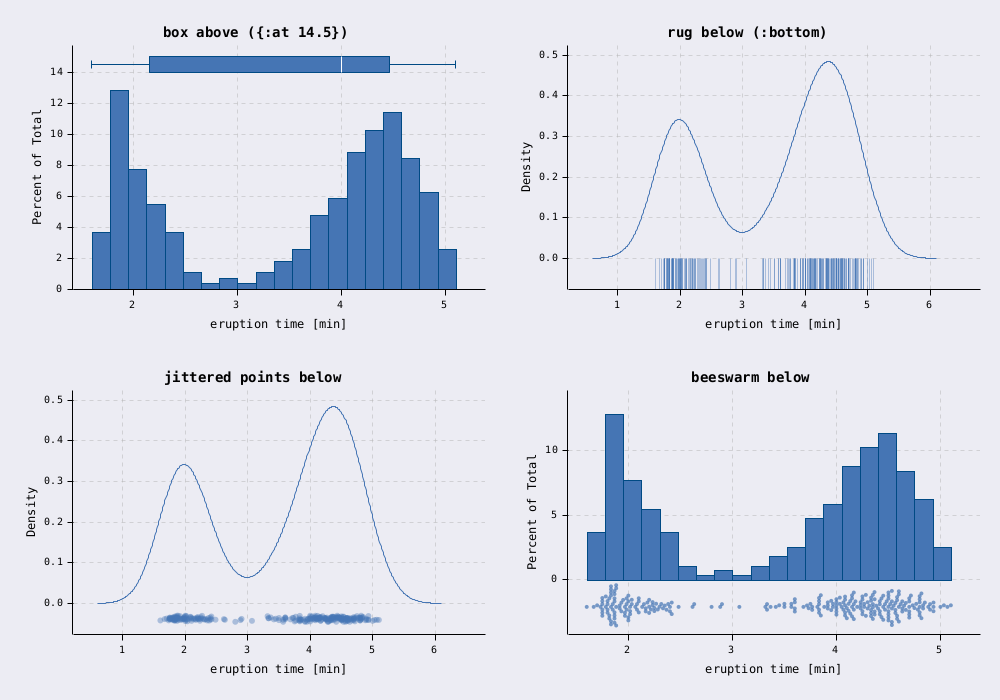 box above ({:at 14.5})
14
12
10
8
6
4
2
0
Percent of Total
2 3 4 5
eruption time [min]
rug below (:bottom)
0.5
0.4
0.3
0.2
0.1
0.0
Density
1 2 3 4 5 6
eruption time [min]
jittered points below
0.5
0.4
0.3
0.2
0.1
0.0
Density
1 2 3 4 5 6
eruption time [min]
beeswarm below
10
5
0
Percent of Total
2 3 4 5
eruption time [min]